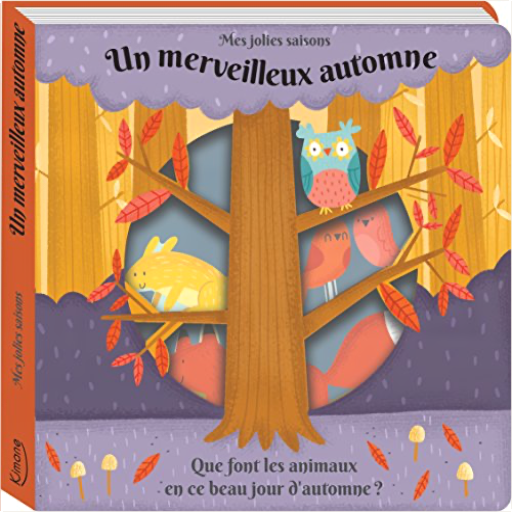 Mes jolies saisons
Un merveilleux automne
Un merveilleux automne
Mes jolies saisons
Kimane
Que font les animaux
en ce beau jour d'automne ?